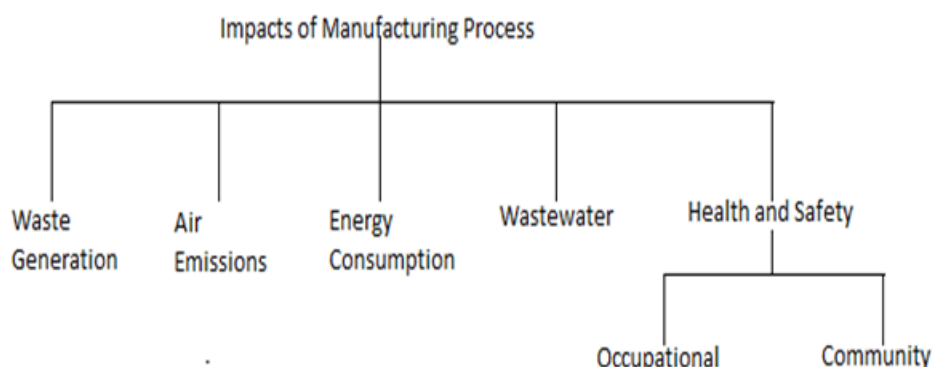 Impacts of Manufacturing Process
Waste
Generation
Air
Emissions
Energy
Consumption
Wastewater
Health and Safety
Occupational
Community